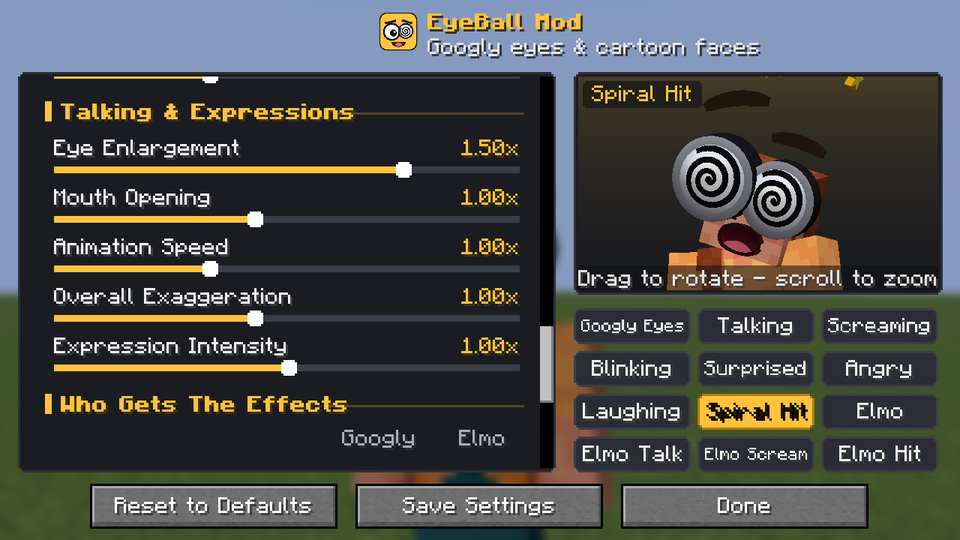 EyeBall Mod
Googly eyes & cartoon faces
Talking & Expressions
Eye Enlargement 1.50x
Mouth Opening 1.00x
Animation Speed 1.00x
Overall Exaggeration 1.00x
Expression Intensity 1.00x
Who Gets The Effects
Googly Elmo
Spiral Hit
Drag to rotate - scroll to zoom
Googly Eyes Talking Screaming
Blinking Surprised Angry
Laughing Spiral Hit Elmo
Elmo Talk Elmo Scream Elmo Hit
Reset to Defaults Save Settings Done